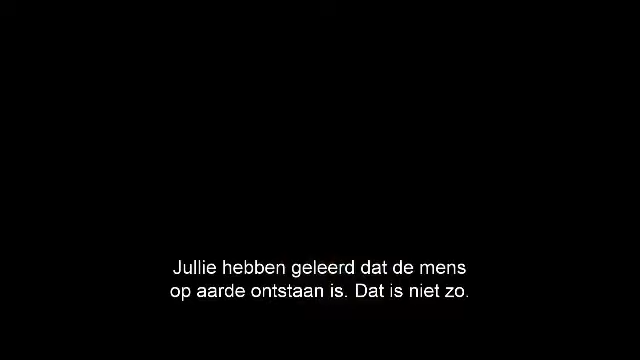 Jullie hebben geleerd dat de mens
op aarde ontstaan is. Dat is niet zo.